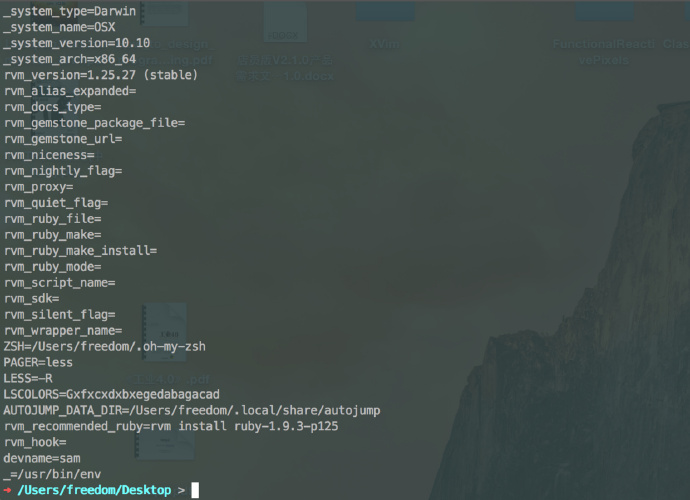 _system_type=Darwin
_system_name=OSX
_system_version=10.10
_system_arch=x86_64
rvm_version=1.25.27 (stable)
rvm_alias_expanded=
rvm_docs_type=
rvm_gemstone_package_file=
rvm_gemstone_url=
rvm_niceness=
rvm_nightly_flag=
rvm_proxy=
rvm_quiet_flag=
rvm_ruby_file=
rvm_ruby_make=
rvm_ruby_make_install=
rvm_ruby_mode=
rvm_script_name=
rvm_sdk=
rvm_silent_flag=
rvm_wrapper_name=
ZSH=/Users/freedom/.oh-my-zsh
PAGER=less
LESS=-R
LSCOLORS=Gxfxcxdxbxegedabagacad
AUTOJUMP_DATA_DIR=/Users/freedom/.local/share/autojump
rvm_recommended_ruby=rvm install ruby-1.9.3-p125
rvm_hook=
devname=sam
_=/usr/bin/env
➜ /Users/freedom/Desktop >
XVim